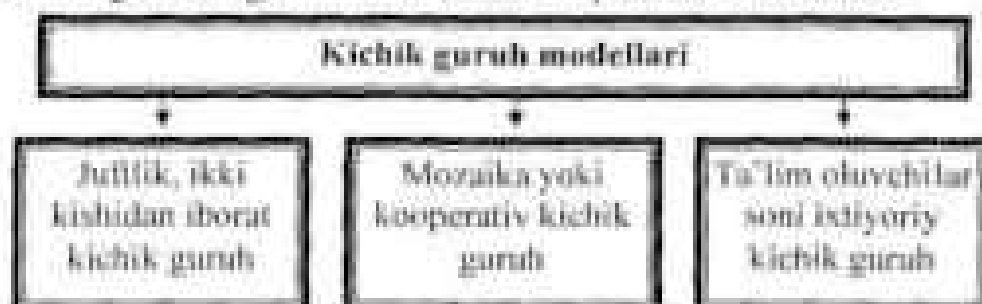 Kichik guruh modellari
Juftlik, ikki
kishidan iborat
kichik guruh
Mozaika yoki
kooperativ kichik
guruh
Ta'lim oluvchilar
soni ixtiyoriy
kichik guruh